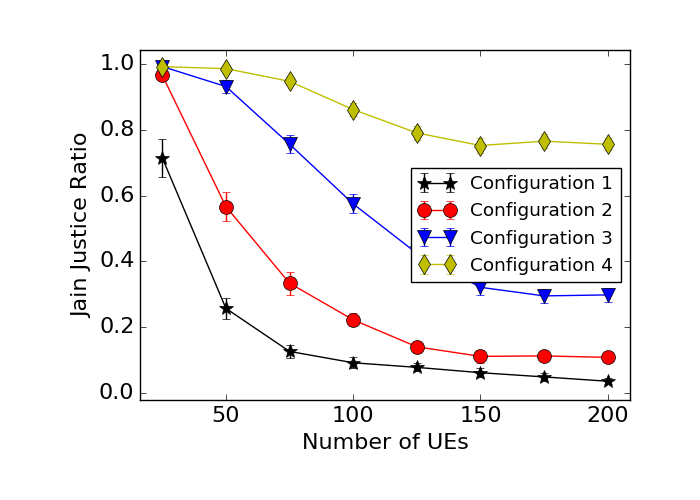 1.0
0.8
0.6
0.4
0.2
0.0
Jain Justice Ratio
Configuration 1
Configuration 2
Configuration 3
Configuration 4
50 100 150 200
Number of UEs